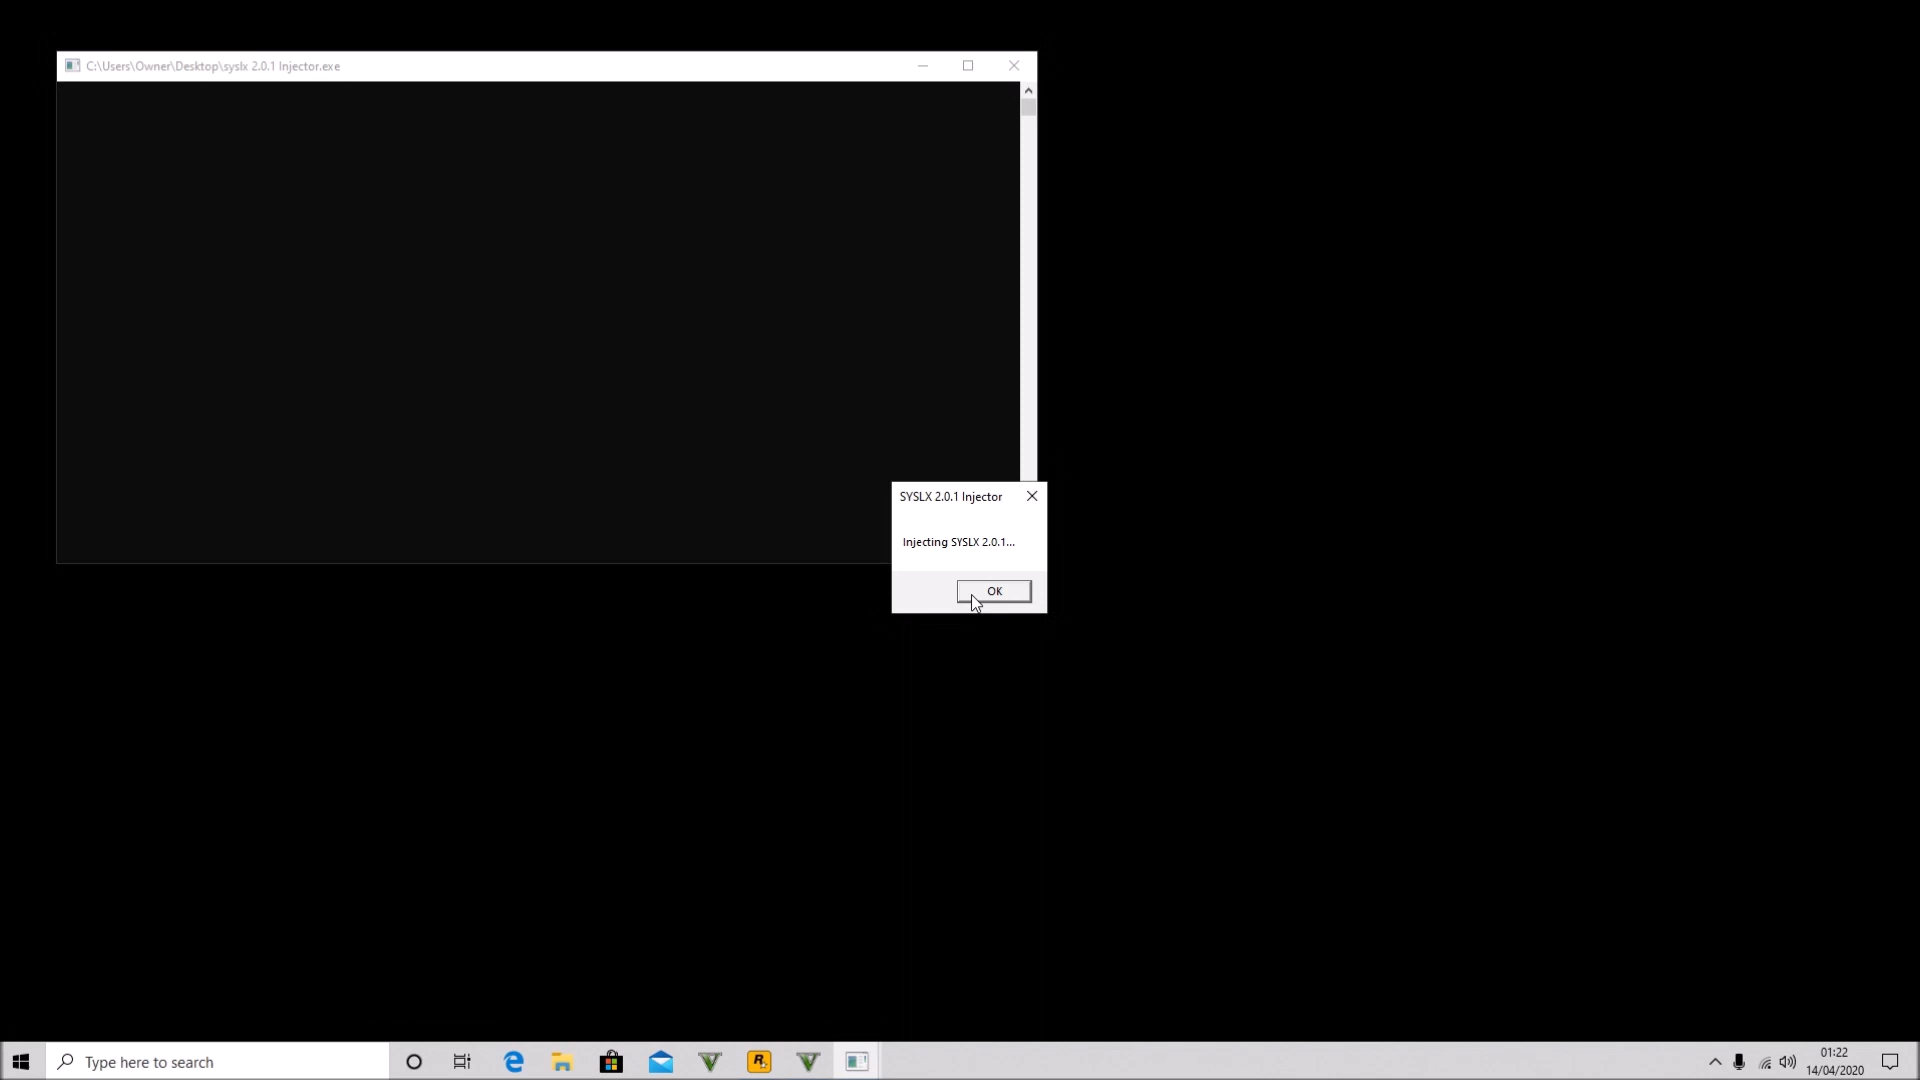 C:\Users\Owner\Desktop\syslx 2.0.1 Injector.exe
SYSLX 2.0.1 Injector
Injecting SYSLX 2.0.1...
OK
Type here to search
R
01:22
14/04/2020